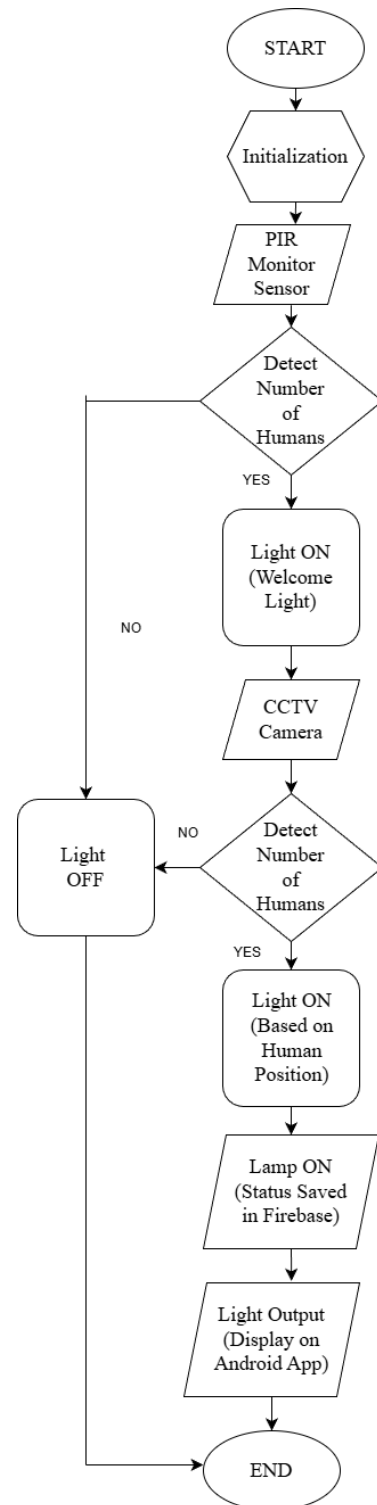 START
Initialization
PIR
Monitor
Sensor
Detect
Number
of
Humans
YES
Light ON
(Welcome
Light)
NO
CCTV
Camera
Detect
Number
of
Humans
NO
Light
OFF
YES
Light ON
(Based on
Human
Position)
Lamp ON
(Status Saved
in Firebase)
Light Output
(Display on
Android App)
END